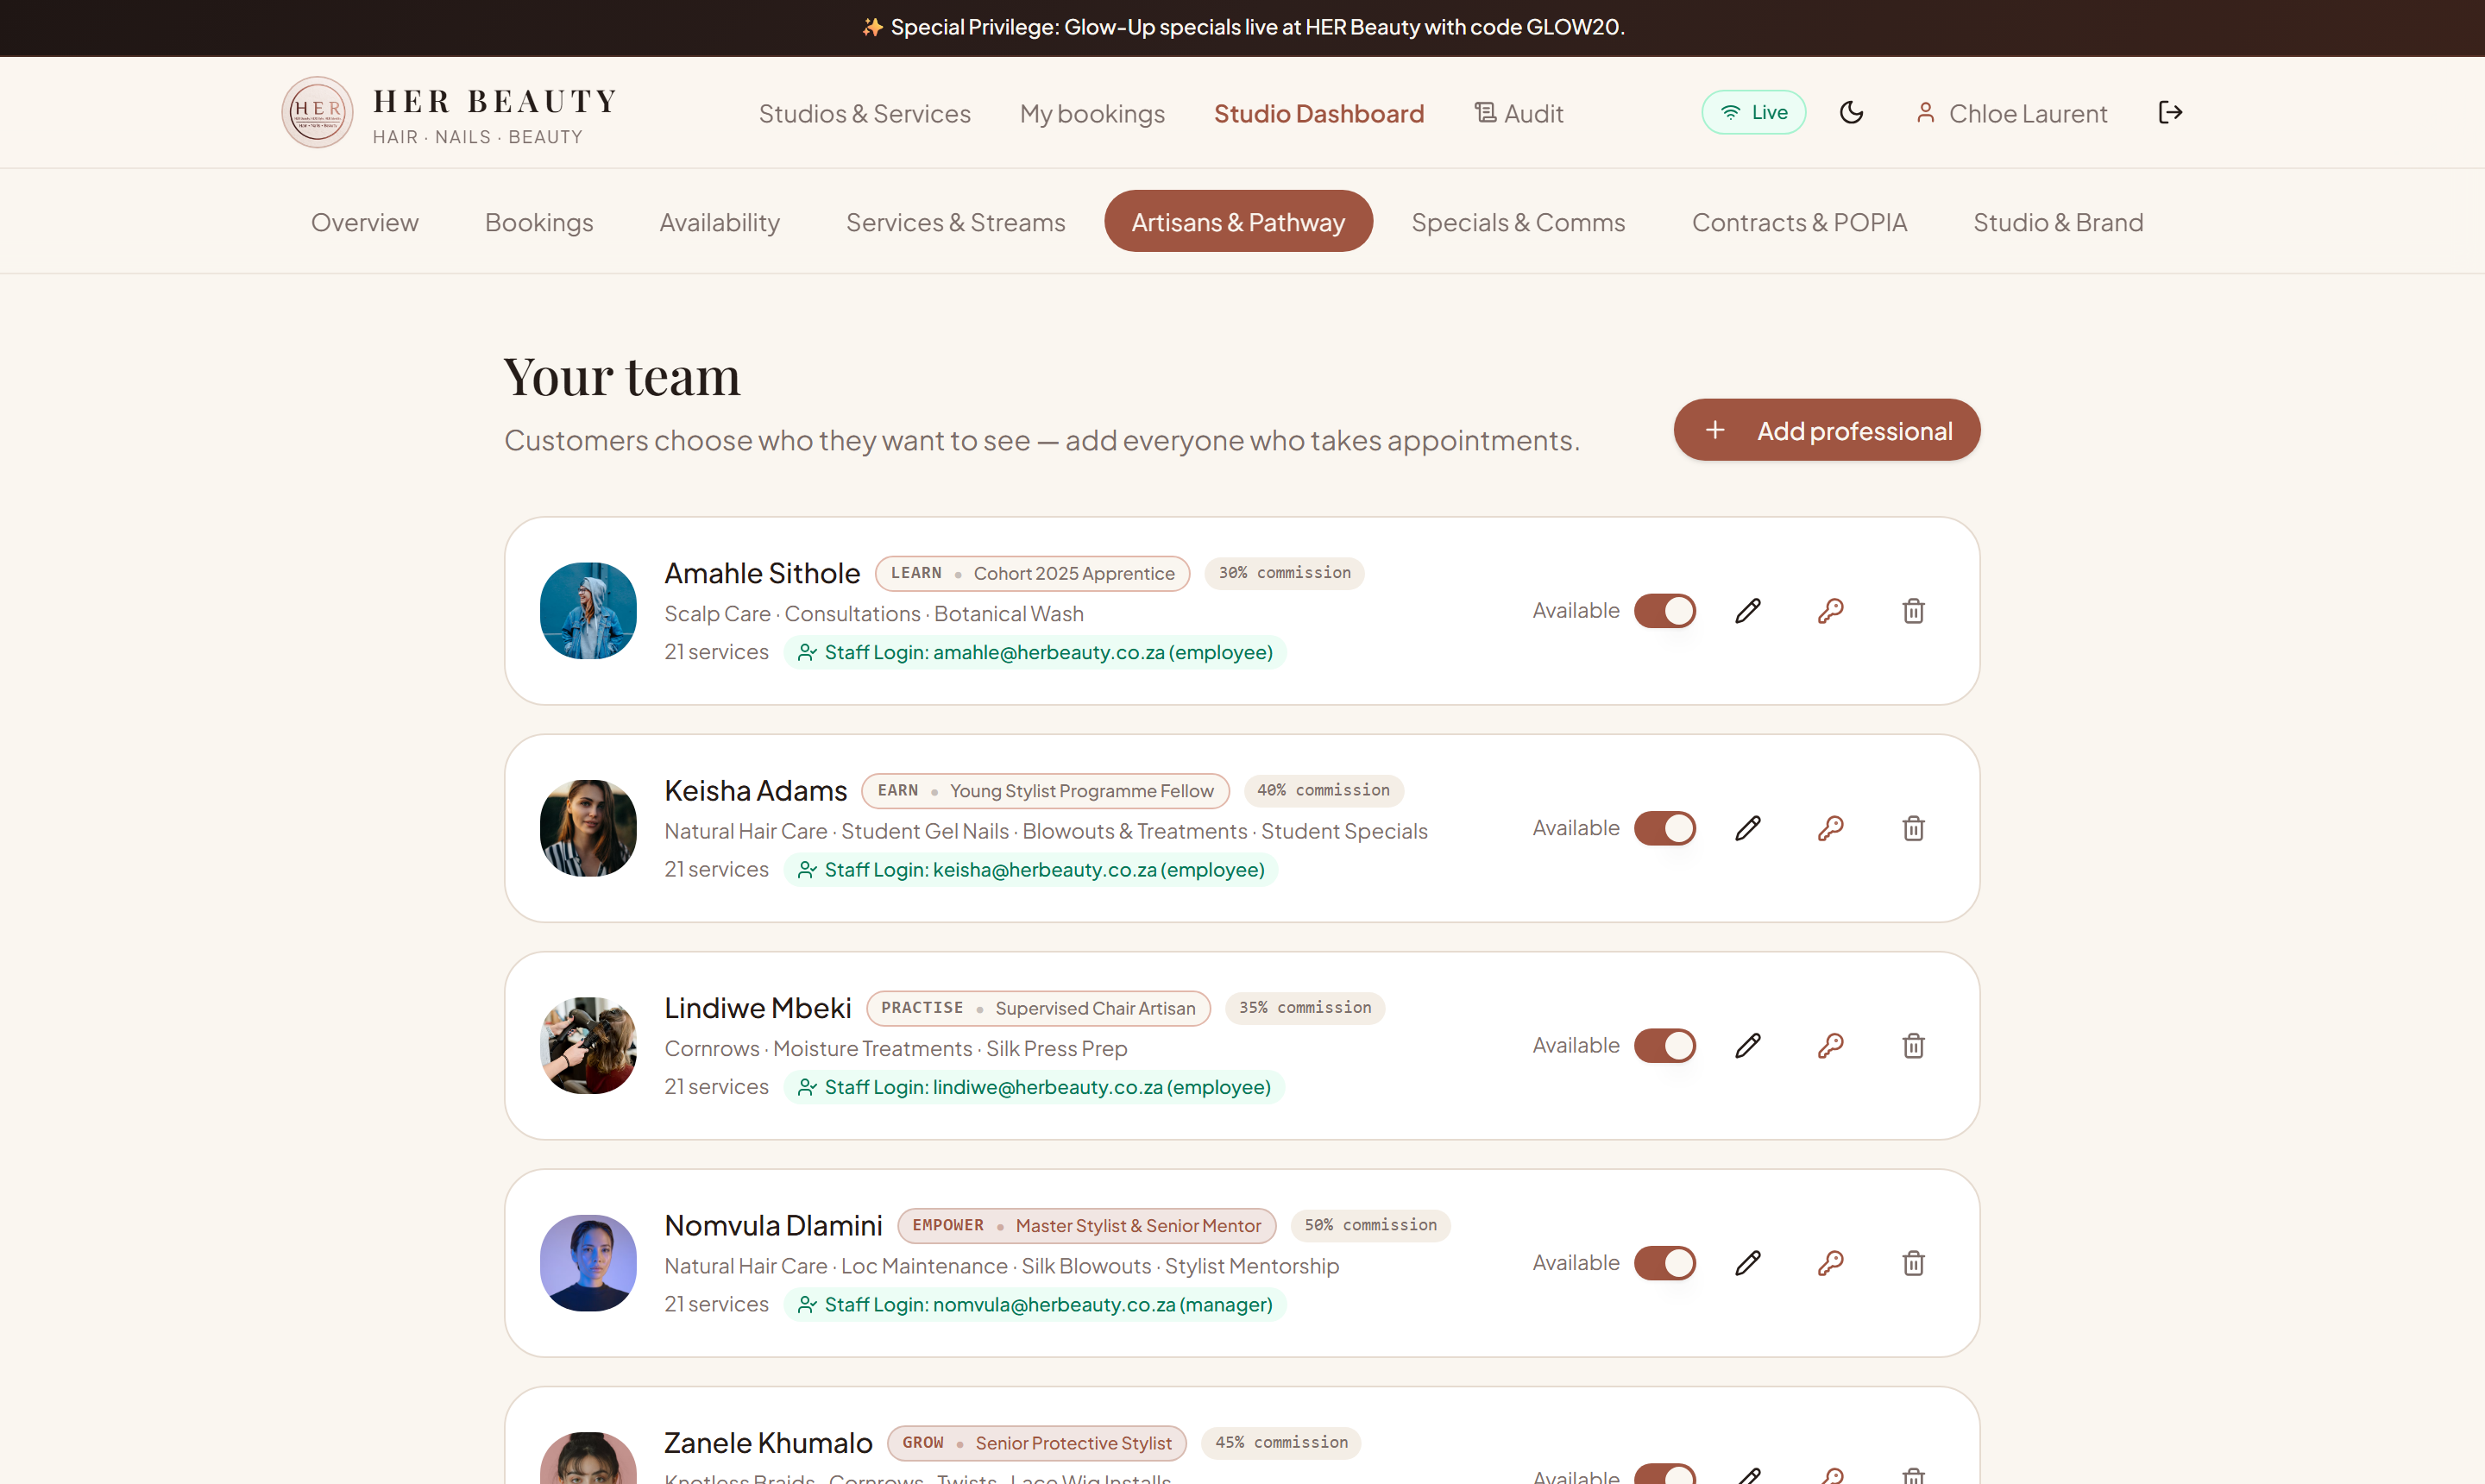 ✨ Special Privilege: Glow-Up specials live at HER Beauty with code GLOW20.
HER
HER BEAUTY
HAIR · NAILS · BEAUTY
Studios & Services
My bookings
Studio Dashboard
Audit
Live
Chloe Laurent
Overview
Bookings
Availability
Services & Streams
Artisans & Pathway
Specials & Comms
Contracts & POPIA
Studio & Brand
Your team
Customers choose who they want to see — add everyone who takes appointments.
+ Add professional
Amahle Sithole LEARN • Cohort 2025 Apprentice 30% commission
Scalp Care · Consultations · Botanical Wash
21 services Staff Login: amahle@herbeauty.co.za (employee)
Available
Keisha Adams EARN • Young Stylist Programme Fellow 40% commission
Natural Hair Care · Student Gel Nails · Blowouts & Treatments · Student Specials
21 services Staff Login: keisha@herbeauty.co.za (employee)
Available
Lindiwe Mbeki PRACTISE • Supervised Chair Artisan 35% commission
Cornrows · Moisture Treatments · Silk Press Prep
21 services Staff Login: lindiwe@herbeauty.co.za (employee)
Available
Nomvula Dlamini EMPOWER • Master Stylist & Senior Mentor 50% commission
Natural Hair Care · Loc Maintenance · Silk Blowouts · Stylist Mentorship
21 services Staff Login: nomvula@herbeauty.co.za (manager)
Available
Zanele Khumalo GROW • Senior Protective Stylist 45% commission
Knotless Braids · Cornrows · Twists · Lace Wig Installs
Available